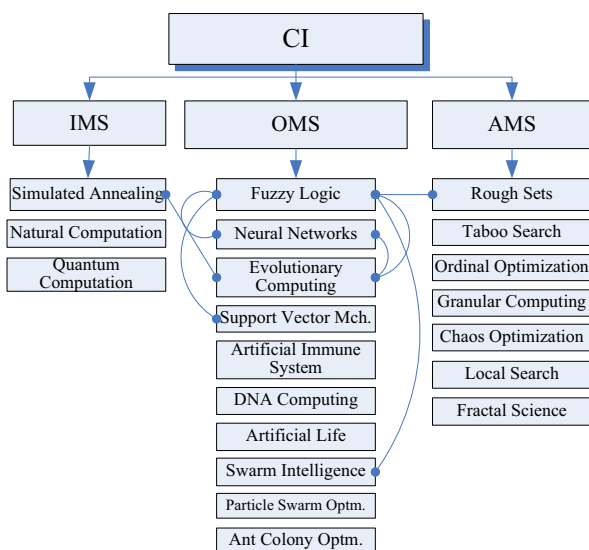 CI
IMS
OMS
AMS
Simulated Annealing
Natural Computation
Quantum
Computation
Fuzzy Logic
Neural Networks
Evolutionary
Computing
Support Vector Mch.
Artificial Immune
System
DNA Computing
Artificial Life
Swarm Intelligence
Particle Swarm Optm.
Ant Colony Optm.
Rough Sets
Taboo Search
Ordinal Optimization
Granular Computing
Chaos Optimization
Local Search
Fractal Science